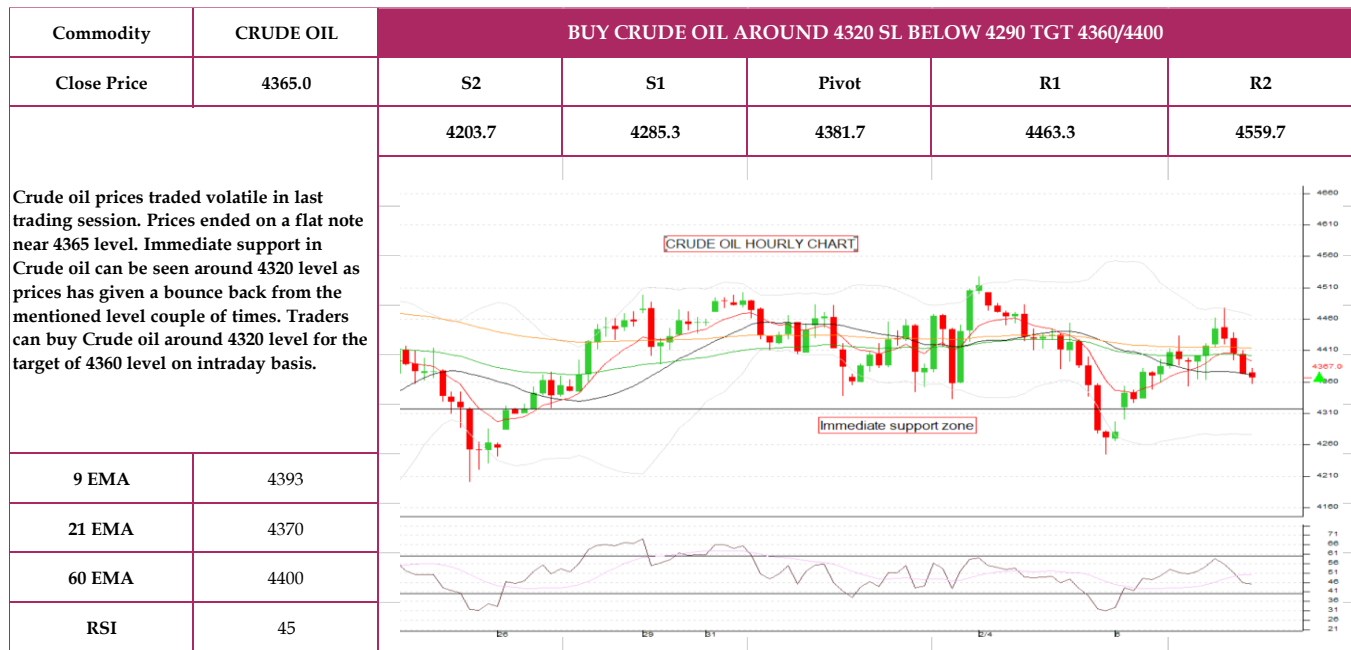 Commodity CRUDE OIL BUY CRUDE OIL AROUND 4320 SL BELOW 4290 TGT 4360/4400
Close Price 4365.0 S2 S1 Pivot R1 R2
4203.7 4285.3 4381.7 4463.3 4559.7
Crude oil prices traded volatile in last
trading session. Prices ended on a flat note
near 4365 level. Immediate support in
Crude oil can be seen around 4320 level as
prices has given a bounce back from the
mentioned level couple of times. Traders
can buy Crude oil around 4320 level for the
target of 4360 level on intraday basis.
9 EMA 4393
21 EMA 4370
60 EMA 4400
RSI 45
CRUDE OIL HOURLY CHART
Immediate support zone
4660
4610
4560
4510
4460
4410
4367.0
4360
4310
4260
4210
4160
71
66
61
56
51
46
41
36
31
26
21
26 29 31 2/4 6